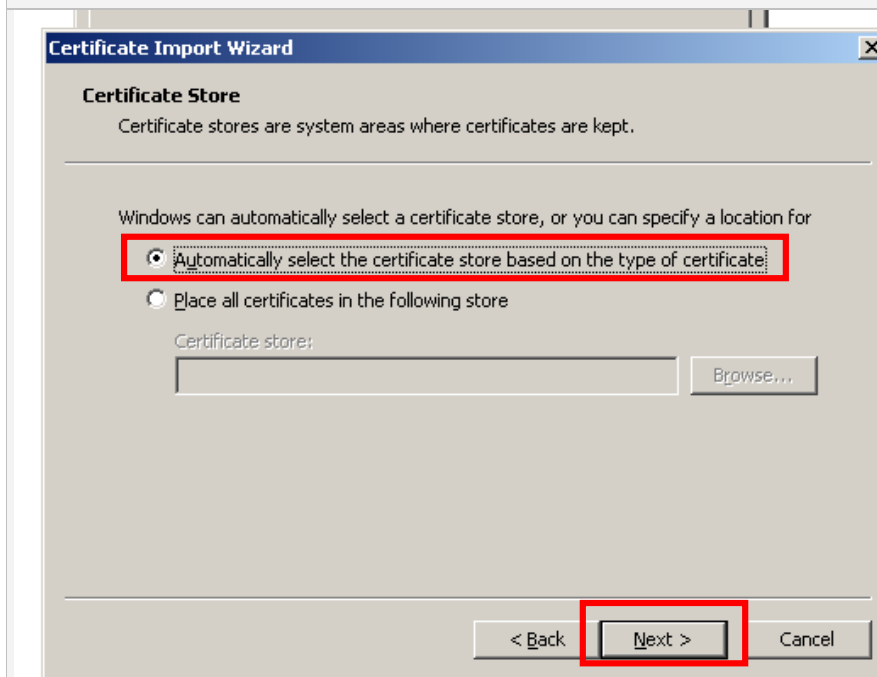 Certificate Import Wizard
Certificate Store
Certificate stores are system areas where certificates are kept.
Windows can automatically select a certificate store, or you can specify a location for
Automatically select the certificate store based on the type of certificate
Place all certificates in the following store
Certificate store:
Browse...
< Back Next > Cancel